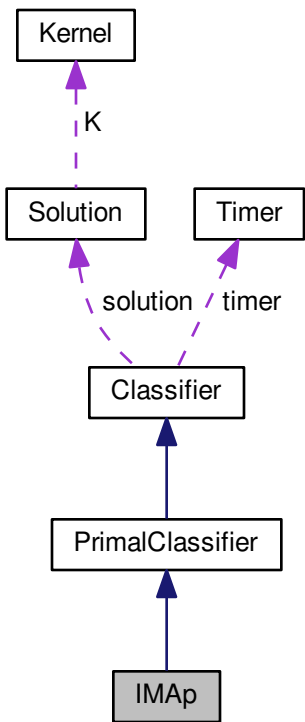 Kernel
K
Solution
Timer
solution
timer
Classifier
PrimalClassifier
IMAp